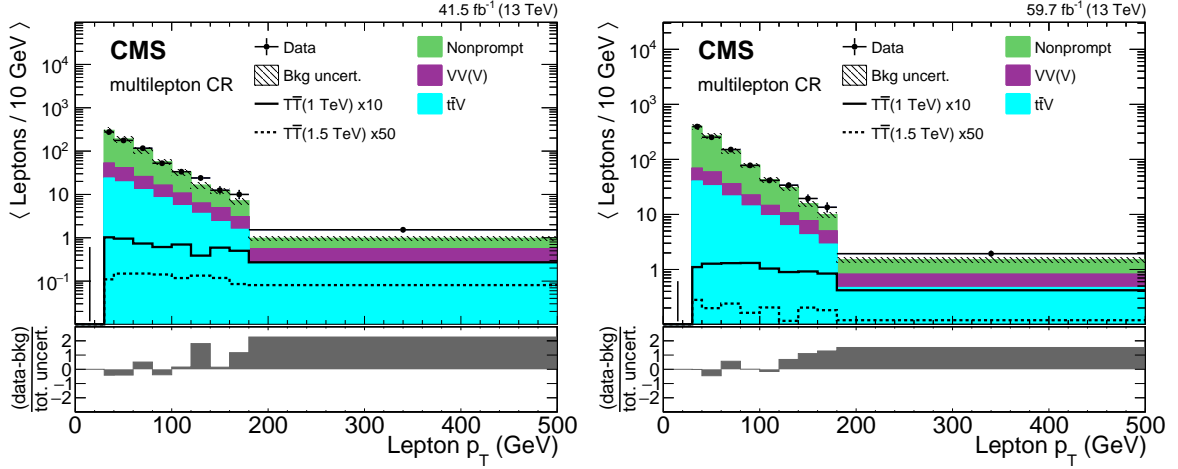 41.5 fb⁻¹ (13 TeV)
CMS
multilepton CR
Data
Bkg uncert.
TT̅(1 TeV) x10
TT̅(1.5 TeV) x50
Nonprompt
VV(V)
tt̅V
⟨ Leptons / 10 GeV ⟩
10⁴
10³
10²
10
1
10⁻¹
(data-bkg)
tot. uncert.
2
1
0
−1
−2
0 100 200 300 400 500
Lepton p_T (GeV)
59.7 fb⁻¹ (13 TeV)
CMS
multilepton CR
Data
Bkg uncert.
TT̅(1 TeV) x10
TT̅(1.5 TeV) x50
Nonprompt
VV(V)
tt̅V
⟨ Leptons / 10 GeV ⟩
10⁴
10³
10²
10
1
(data-bkg)
tot. uncert.
2
1
0
−1
−2
0 100 200 300 400 500
Lepton p_T (GeV)